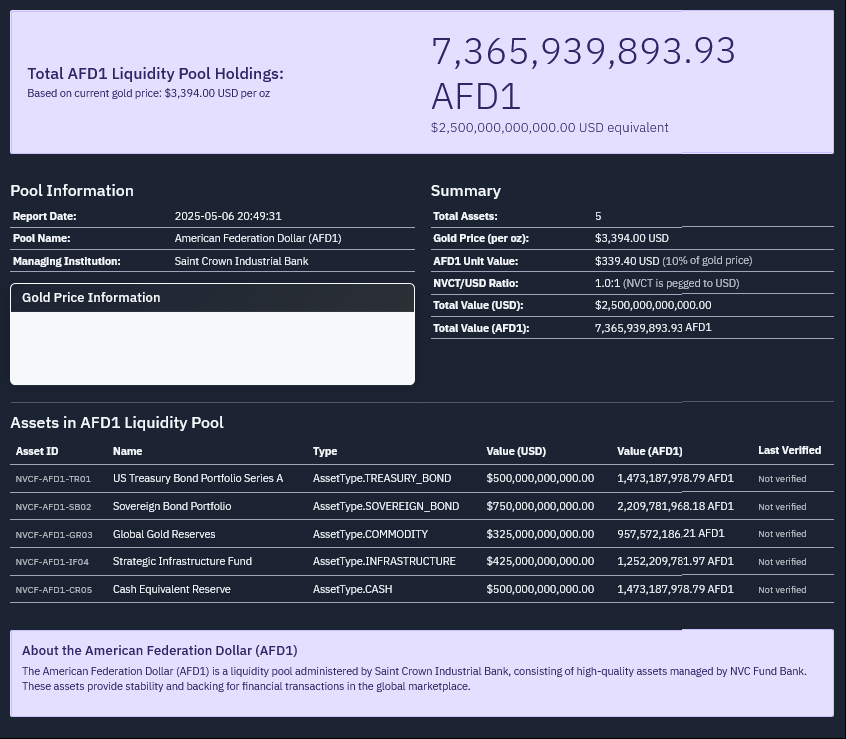 Total AFD1 Liquidity Pool Holdings:
Based on current gold price: $3,394.00 USD per oz
7,365,939,893.93
AFD1
$2,500,000,000,000.00 USD equivalent
Pool Information
Report Date: 2025-05-06 20:49:31
Pool Name: American Federation Dollar (AFD1)
Managing Institution: Saint Crown Industrial Bank
Gold Price Information
Summary
Total Assets: 5
Gold Price (per oz): $3,394.00 USD
AFD1 Unit Value: $339.40 USD (10% of gold price)
NVCT/USD Ratio: 1.0:1 (NVCT is pegged to USD)
Total Value (USD): $2,500,000,000,000.00
Total Value (AFD1): 7,365,939,893.93 AFD1
Assets in AFD1 Liquidity Pool
Asset ID Name Type Value (USD) Value (AFD1) Last Verified
NVCF-AFD1-TR01 US Treasury Bond Portfolio Series A AssetType.TREASURY_BOND $500,000,000,000.00 1,473,187,978.79 AFD1 Not verified
NVCF-AFD1-SB02 Sovereign Bond Portfolio AssetType.SOVEREIGN_BOND $750,000,000,000.00 2,209,781,968.18 AFD1 Not verified
NVCF-AFD1-GR03 Global Gold Reserves AssetType.COMMODITY $325,000,000,000.00 957,572,186.21 AFD1 Not verified
NVCF-AFD1-IF04 Strategic Infrastructure Fund AssetType.INFRASTRUCTURE $425,000,000,000.00 1,252,209,781.97 AFD1 Not verified
NVCF-AFD1-CR05 Cash Equivalent Reserve AssetType.CASH $500,000,000,000.00 1,473,187,978.79 AFD1 Not verified
About the American Federation Dollar (AFD1)
The American Federation Dollar (AFD1) is a liquidity pool administered by Saint Crown Industrial Bank, consisting of high-quality assets managed by NVC Fund Bank.
These assets provide stability and backing for financial transactions in the global marketplace.